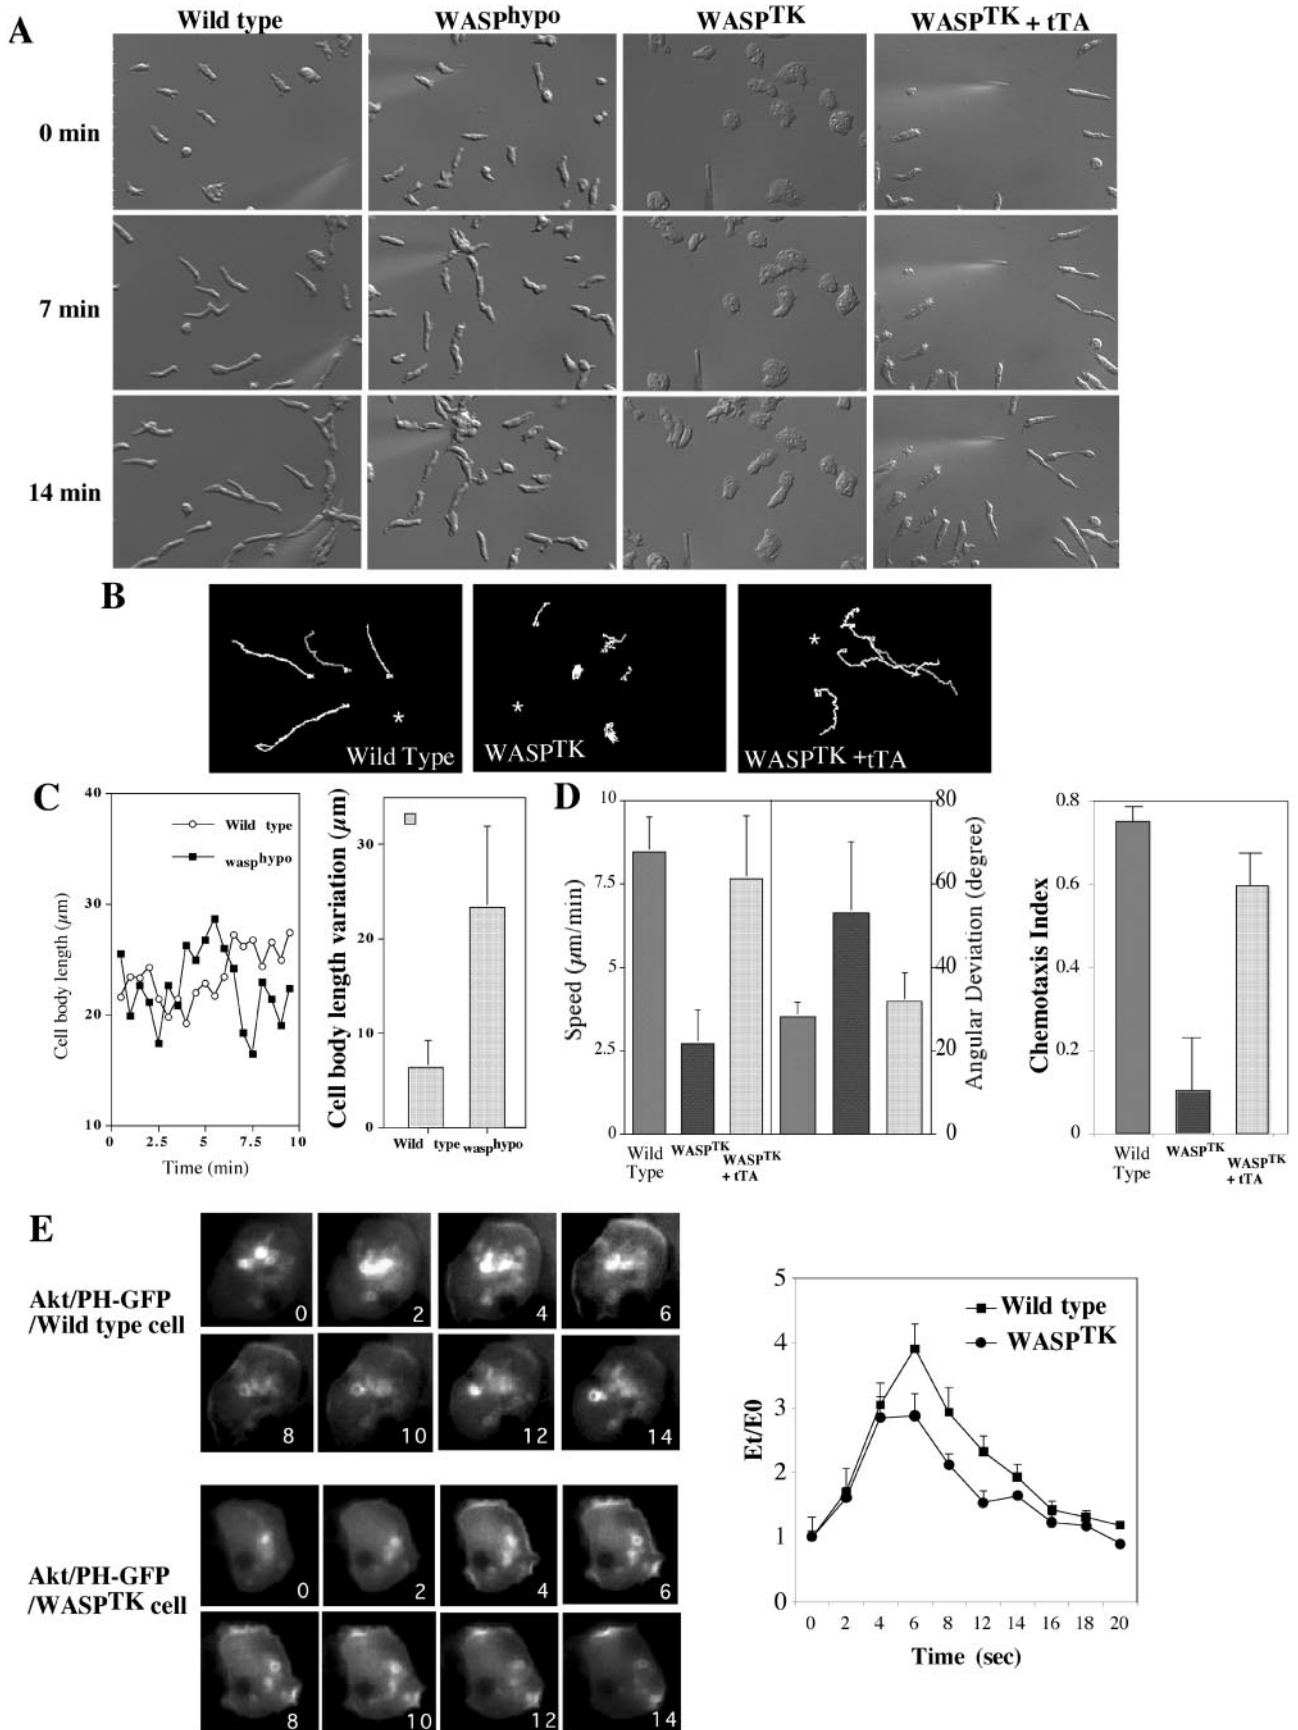 A
Wild type WASPhypo WASPTK WASPTK + tTA
0 min
7 min
14 min
B
* Wild Type
* WASPTK
* WASPTK +tTA
C
40
30
20
10
Cell body length (µm)
Wild type
wasphypo
0 2.5 5 7.5 10
Time (min)
Cell body length variation (µm)
30
20
10
0
Wild type wasphypo
D
10
7.5
5
2.5
0
Speed (µm/min)
80
60
40
20
0
Angular Deviation (degree)
Wild Type WASPTK WASPTK + tTA
Chemotaxis Index
0.8
0.6
0.4
0.2
0
Wild Type WASPTK WASPTK + tTA
E
Akt/PH-GFP
/Wild type cell
0 2 4 6
8 10 12 14
Akt/PH-GFP
/WASPTK cell
0 2 4 6
8 10 12 14
Et/E0
5
4
3
2
1
0
Wild type
WASPTK
0 2 4 6 8 12 14 16 18 20
Time (sec)